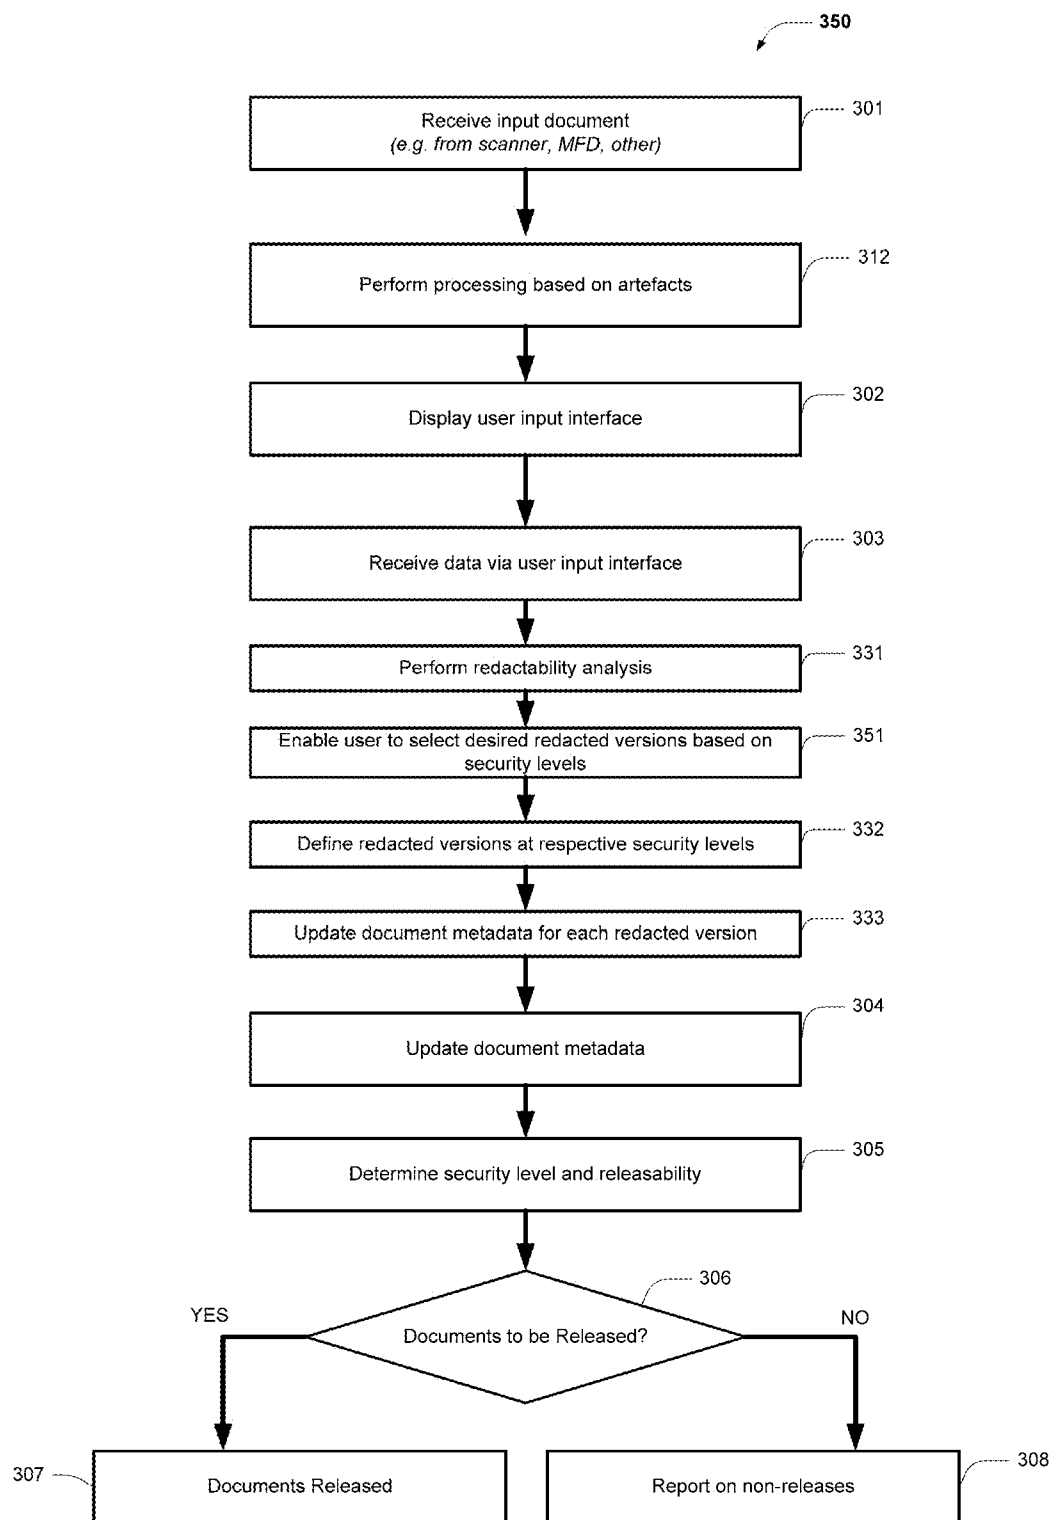 350
Receive input document
(e.g. from scanner, MFD, other)
301
Perform processing based on artefacts
312
Display user input interface
302
Receive data via user input interface
303
Perform redactability analysis
331
Enable user to select desired redacted versions based on
security levels
351
Define redacted versions at respective security levels
332
Update document metadata for each redacted version
333
Update document metadata
304
Determine security level and releasability
305
306
YES
Documents to be Released?
NO
307
Documents Released
Report on non-releases
308